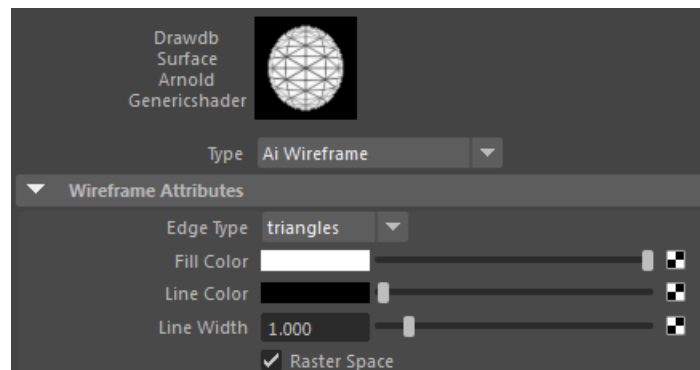 Drawdb
Surface
Arnold
Genericshader
Type Ai Wireframe
Wireframe Attributes
Edge Type triangles
Fill Color
Line Color
Line Width 1.000
Raster Space